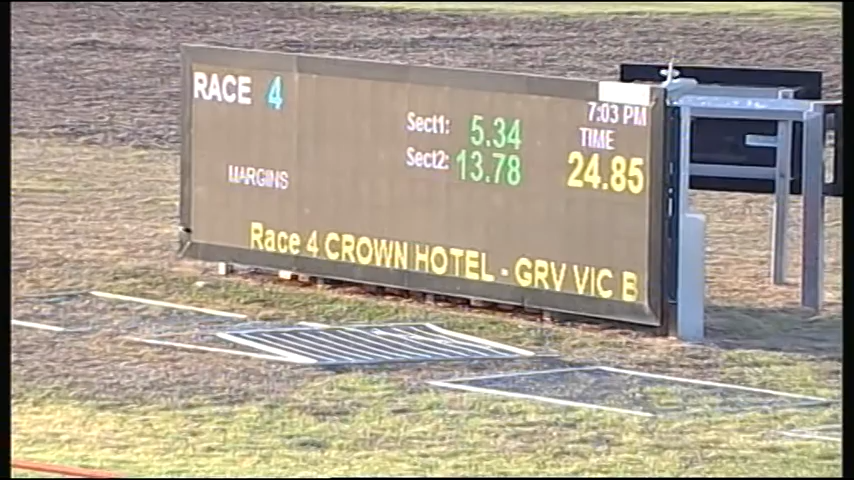 RACE 4
7:03 PM
Sect1: 5.34
TIME
Sect2: 13.78
24.85
MARGINS
Race 4 CROWN HOTEL - GRV VIC B